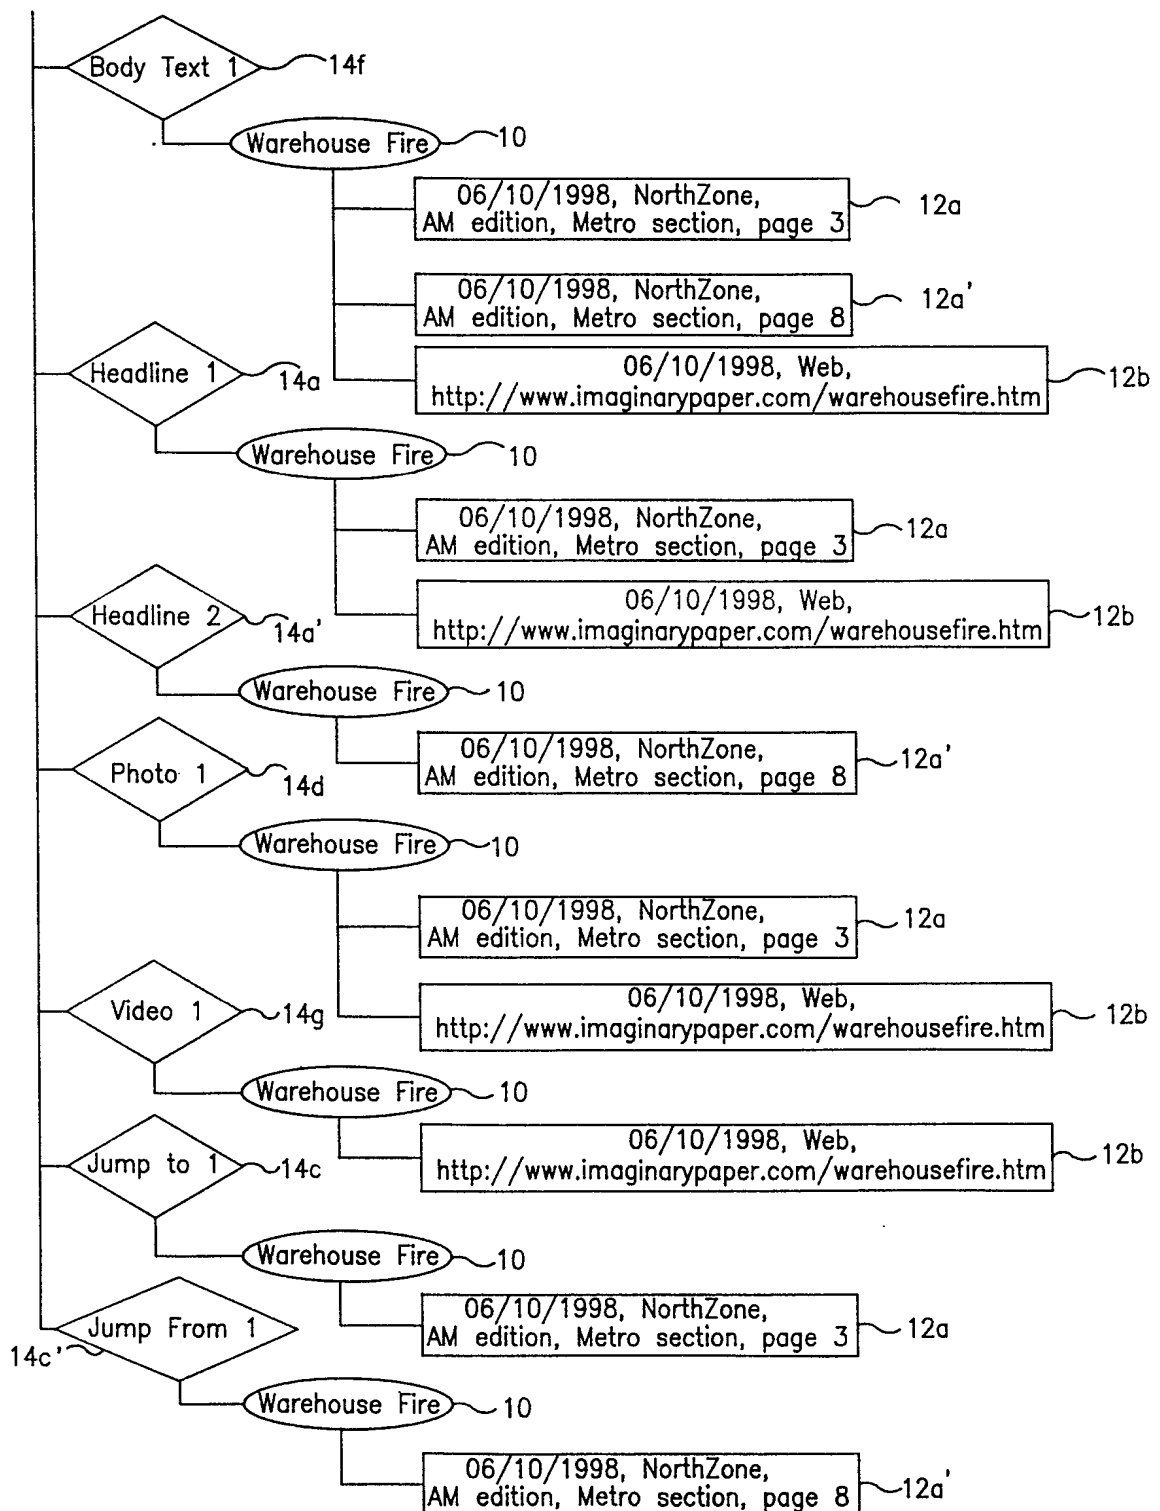 Body Text 1
14f
Warehouse Fire
10
06/10/1998, NorthZone,
AM edition, Metro section, page 3
12a
06/10/1998, NorthZone,
AM edition, Metro section, page 8
12a'
Headline 1
14a
06/10/1998, Web,
http://www.imaginarypaper.com/warehousefire.htm
12b
Warehouse Fire
10
06/10/1998, NorthZone,
AM edition, Metro section, page 3
12a
Headline 2
14a'
06/10/1998, Web,
http://www.imaginarypaper.com/warehousefire.htm
12b
Warehouse Fire
10
Photo 1
14d
06/10/1998, NorthZone,
AM edition, Metro section, page 8
12a'
Warehouse Fire
10
06/10/1998, NorthZone,
AM edition, Metro section, page 3
12a
Video 1
14g
06/10/1998, Web,
http://www.imaginarypaper.com/warehousefire.htm
12b
Warehouse Fire
10
Jump to 1
14c
06/10/1998, Web,
http://www.imaginarypaper.com/warehousefire.htm
12b
Warehouse Fire
10
Jump From 1
14c'
06/10/1998, NorthZone,
AM edition, Metro section, page 3
12a
Warehouse Fire
10
06/10/1998, NorthZone,
AM edition, Metro section, page 8
12a'